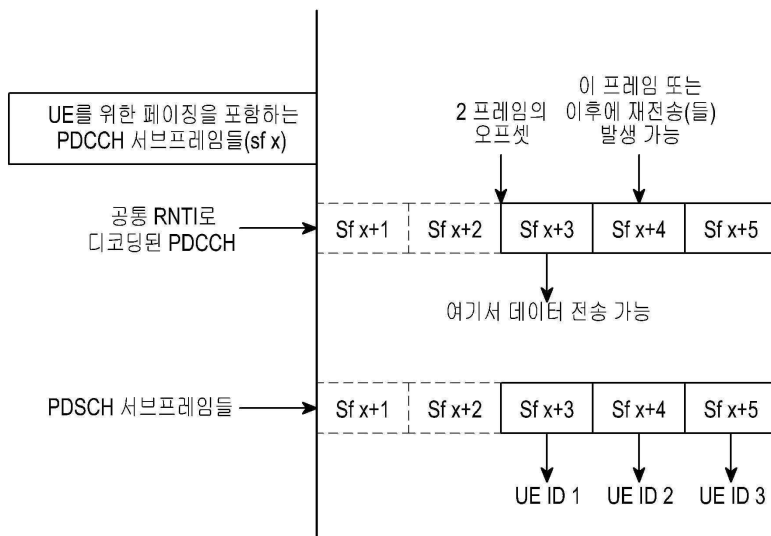 UE를 위한 페이징을 포함하는
PDCCH 서브프레임들(sf x)
2 프레임의
오프셋
이 프레임 또는
이후에 재전송(들)
발생 가능
공통 RNTI로
디코딩된 PDCCH
Sf x+1
Sf x+2
Sf x+3
Sf x+4
Sf x+5
여기서 데이터 전송 가능
PDSCH 서브프레임들
Sf x+1
Sf x+2
Sf x+3
Sf x+4
Sf x+5
UE ID 1
UE ID 2
UE ID 3